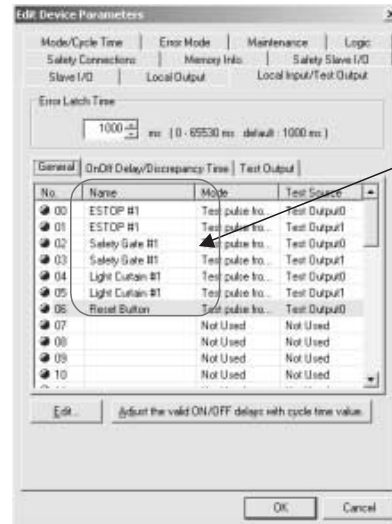 Edit Device Parameters
Mode/Cycle Time | Error Mode | Maintenance | Logic
Safety Connections | Memory Info | Safety Slave I/O
Slave I/O | Local Output | Local Input/Test Output
Error Latch Time
1000 ms ( 0 - 65530 ms default : 1000 ms )
General | On/Off Delay/Discrepancy Time | Test Output
No. Name Mode Test Source
00 ESTOP #1 Test pulse fro... Test Output0
01 ESTOP #1 Test pulse fro... Test Output1
02 Safety Gate #1 Test pulse fro... Test Output0
03 Safety Gate #1 Test pulse fro... Test Output1
04 Light Curtain #1 Test pulse fro... Test Output0
05 Light Curtain #1 Test pulse fro... Test Output1
06 Reset Button Test pulse fro... Test Output0
07 Not Used Not Used
08 Not Used Not Used
09 Not Used Not Used
10 Not Used Not Used
Edit... Adjust the valid ON/OFF delays with cycle time value.
OK Cancel